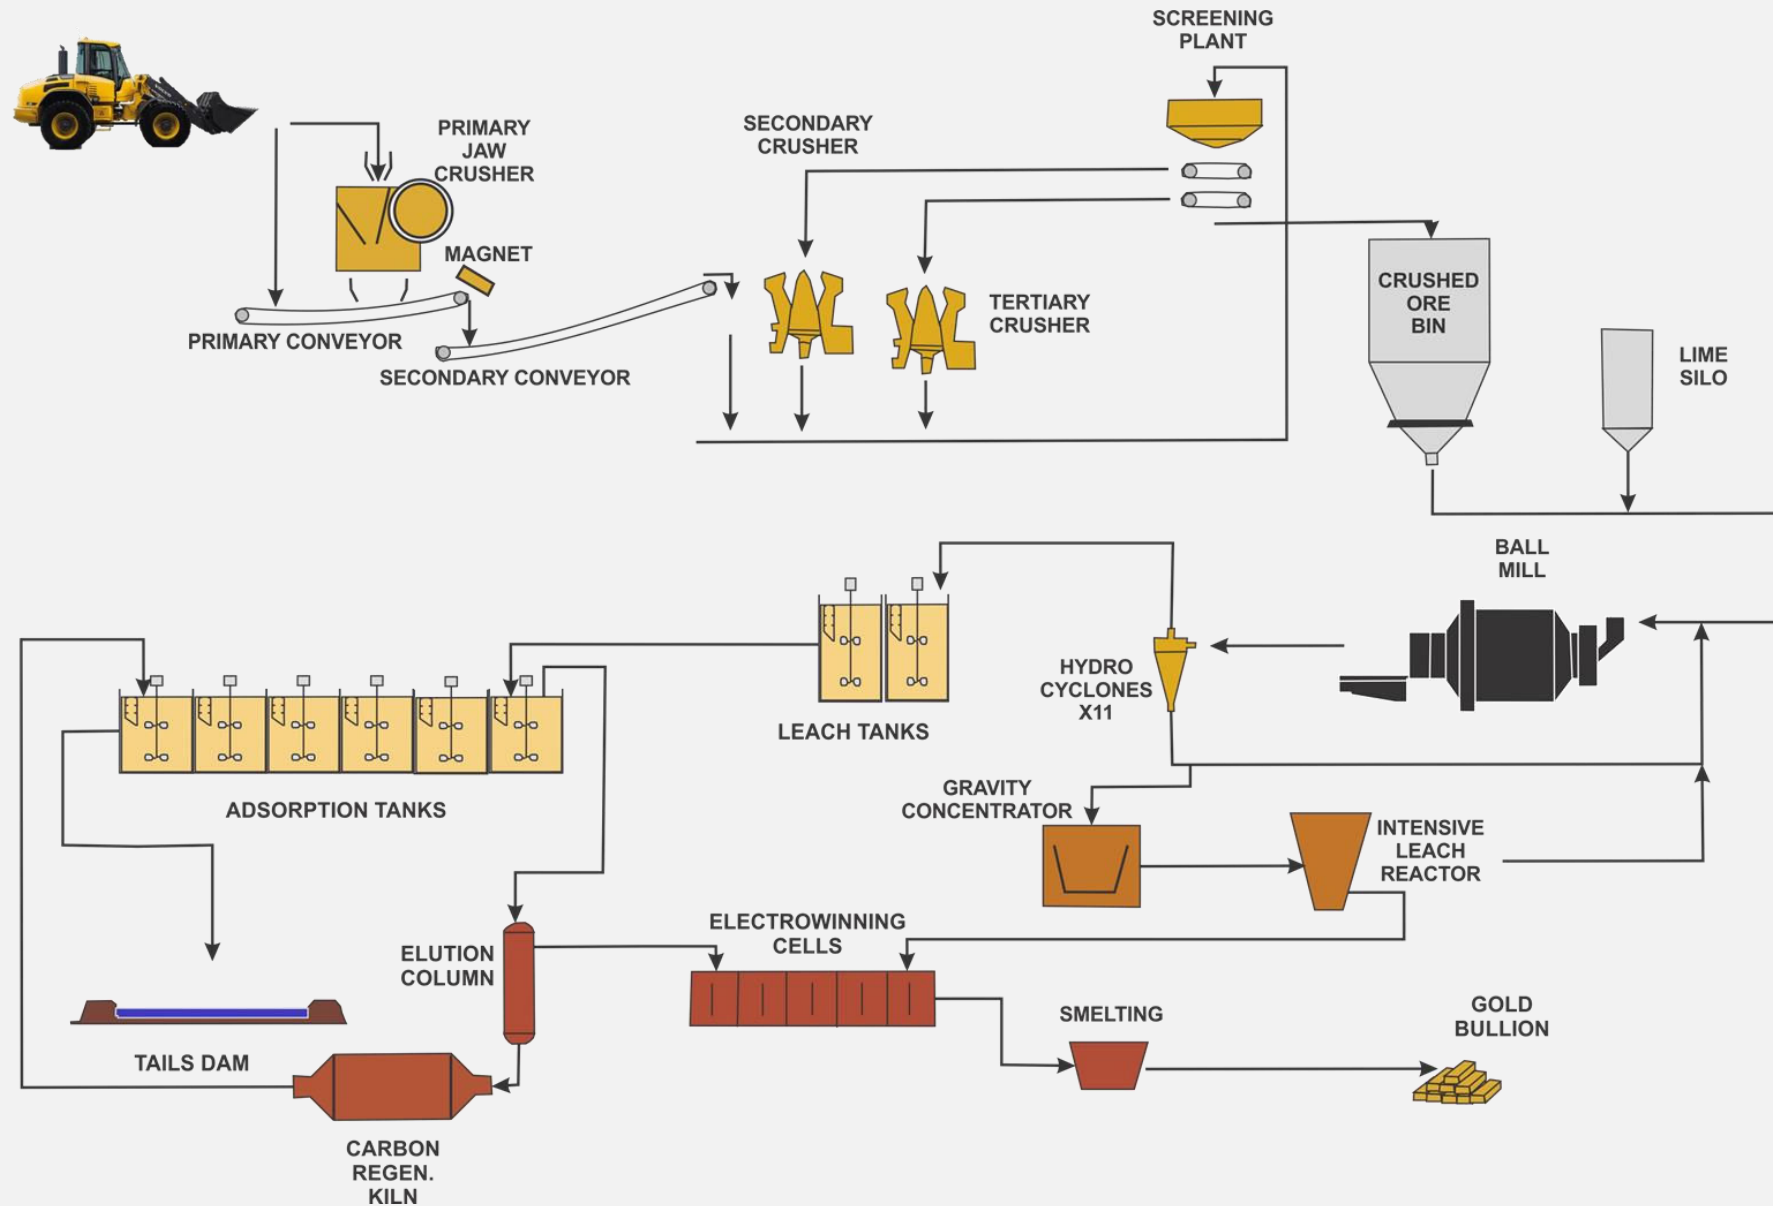 SCREENING
PLANT
PRIMARY
JAW
CRUSHER
SECONDARY
CRUSHER
MAGNET
CRUSHED
ORE
BIN
TERTIARY
CRUSHER
PRIMARY CONVEYOR
SECONDARY CONVEYOR
LIME
SILO
BALL
MILL
HYDRO
CYCLONES
X11
LEACH TANKS
ADSORPTION TANKS
GRAVITY
CONCENTRATOR
INTENSIVE
LEACH
REACTOR
ELECTROWINNING
CELLS
ELUTION
COLUMN
SMELTING
GOLD
BULLION
TAILS DAM
CARBON
REGEN.
KILN